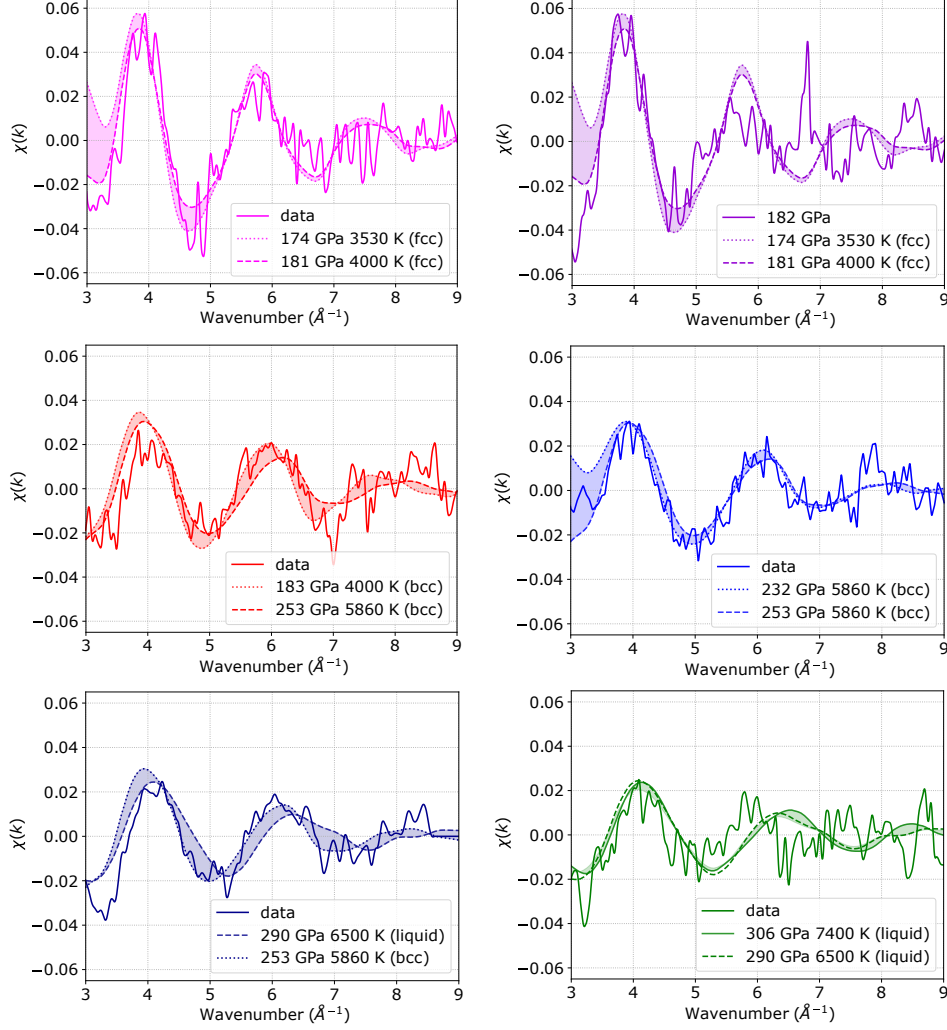 0.06
0.04
0.02
0.00
−0.02
−0.04
−0.06
χ(k)
data
174 GPa 3530 K (fcc)
181 GPa 4000 K (fcc)
3 4 5 6 7 8 9
Wavenumber (Å⁻¹)
0.06
0.04
0.02
0.00
−0.02
−0.04
−0.06
χ(k)
182 GPa
174 GPa 3530 K (fcc)
181 GPa 4000 K (fcc)
3 4 5 6 7 8 9
Wavenumber (Å⁻¹)
0.06
0.04
0.02
0.00
−0.02
−0.04
−0.06
χ(k)
data
183 GPa 4000 K (bcc)
253 GPa 5860 K (bcc)
3 4 5 6 7 8 9
Wavenumber (Å⁻¹)
0.06
0.04
0.02
0.00
−0.02
−0.04
−0.06
χ(k)
data
232 GPa 5860 K (bcc)
253 GPa 5860 K (bcc)
3 4 5 6 7 8 9
Wavenumber (Å⁻¹)
0.06
0.04
0.02
0.00
−0.02
−0.04
−0.06
χ(k)
data
290 GPa 6500 K (liquid)
253 GPa 5860 K (bcc)
3 4 5 6 7 8 9
Wavenumber (Å⁻¹)
0.06
0.04
0.02
0.00
−0.02
−0.04
−0.06
χ(k)
data
306 GPa 7400 K (liquid)
290 GPa 6500 K (liquid)
3 4 5 6 7 8 9
Wavenumber (Å⁻¹)